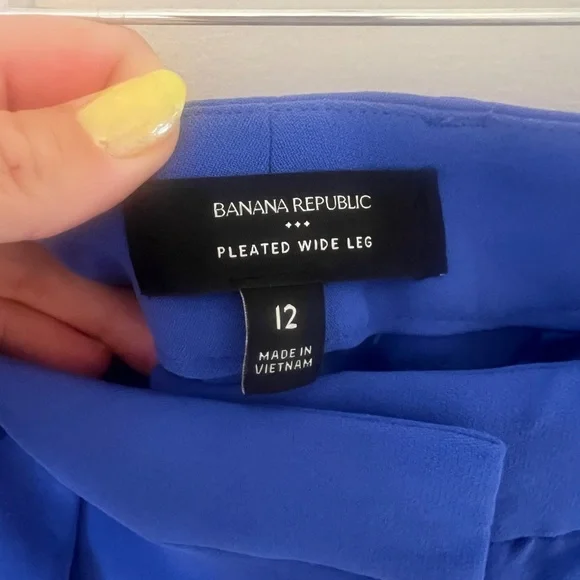 BANANA REPUBLIC
PLEATED WIDE LEG
12
MADE IN
VIETNAM